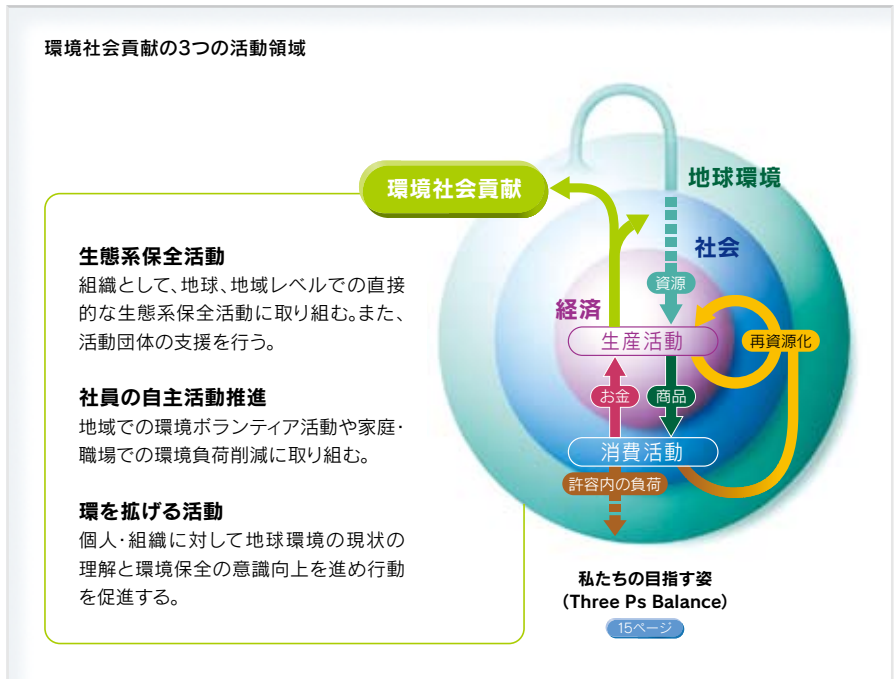 環境社会貢献の3つの活動領域
環境社会貢献
生態系保全活動
組織として、地球、地域レベルでの直接
的な生態系保全活動に取り組む。また、
活動団体の支援を行う。
社員の自主活動推進
地域での環境ボランティア活動や家庭・
職場での環境負荷削減に取り組む。
環を拡げる活動
個人・組織に対して地球環境の現状の
理解と環境保全の意識向上を進め行動
を促進する。
地球環境
社会
資源
経済
生産活動
再資源化
お金
商品
消費活動
許容内の負荷
私たちの目指す姿
(Three Ps Balance)
15ページ